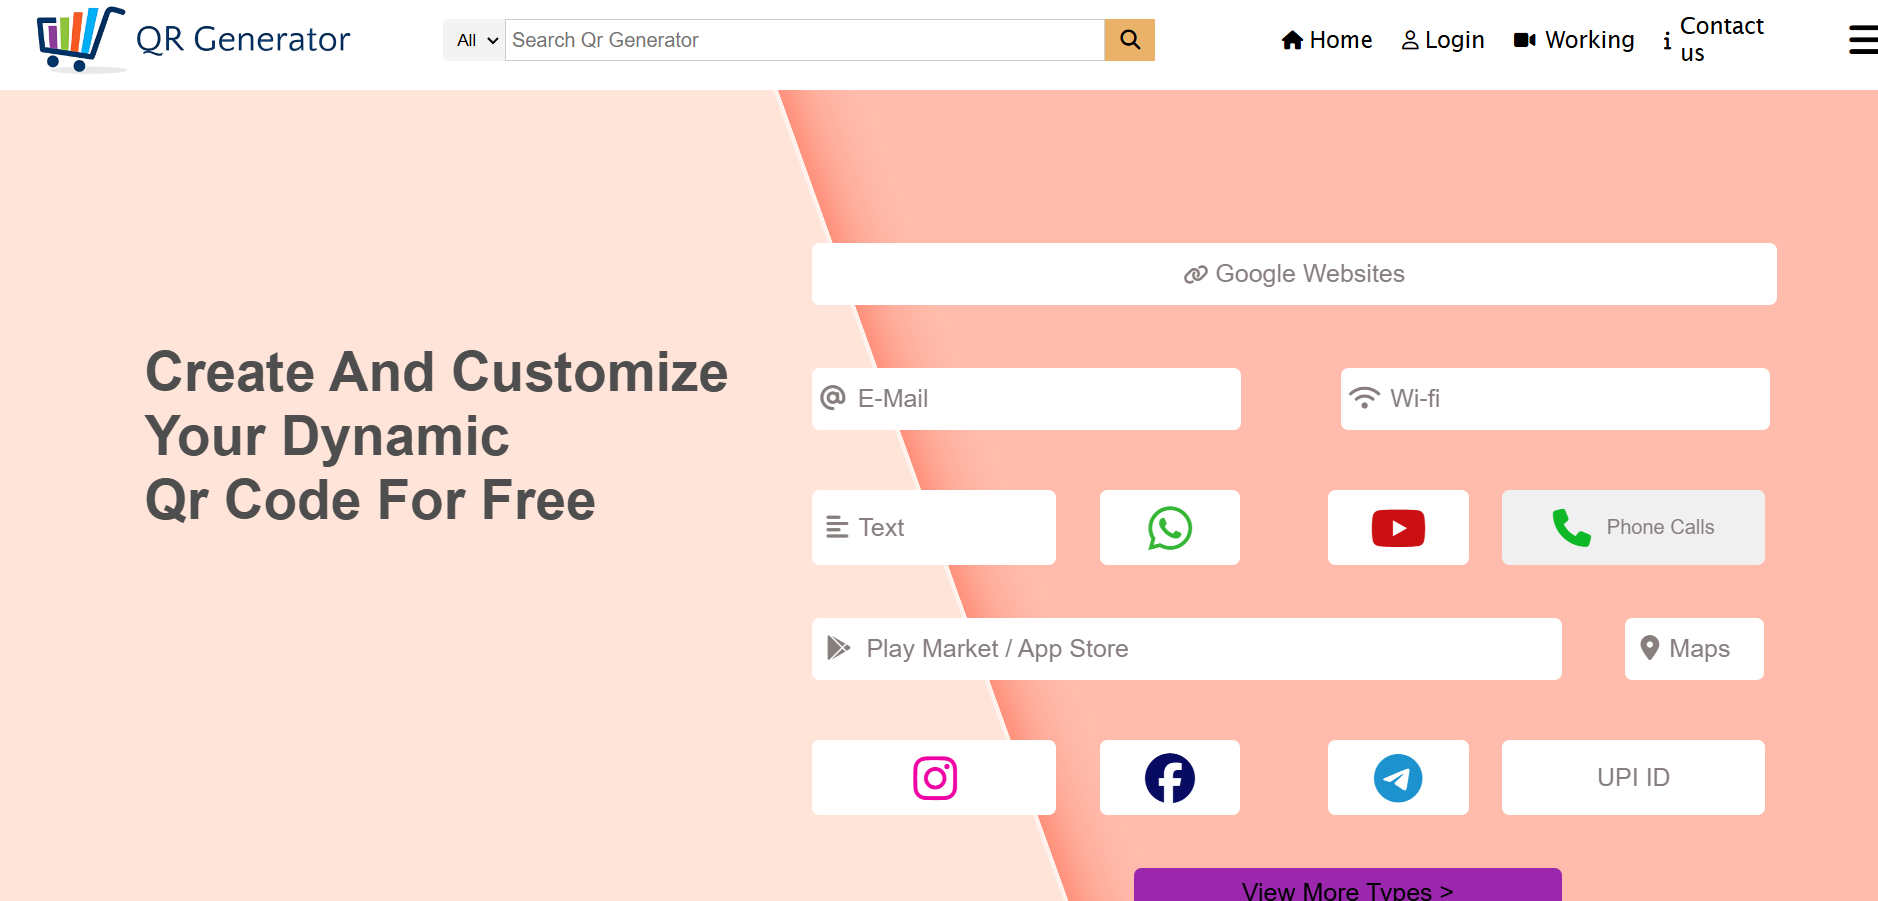 QR Generator
All
Search Qr Generator
Home
Login
Working
Contact
us
Google Websites
Create And Customize
Your Dynamic
Qr Code For Free
E-Mail
Wi-fi
Text
Phone Calls
Play Market / App Store
Maps
UPI ID
View More Types >